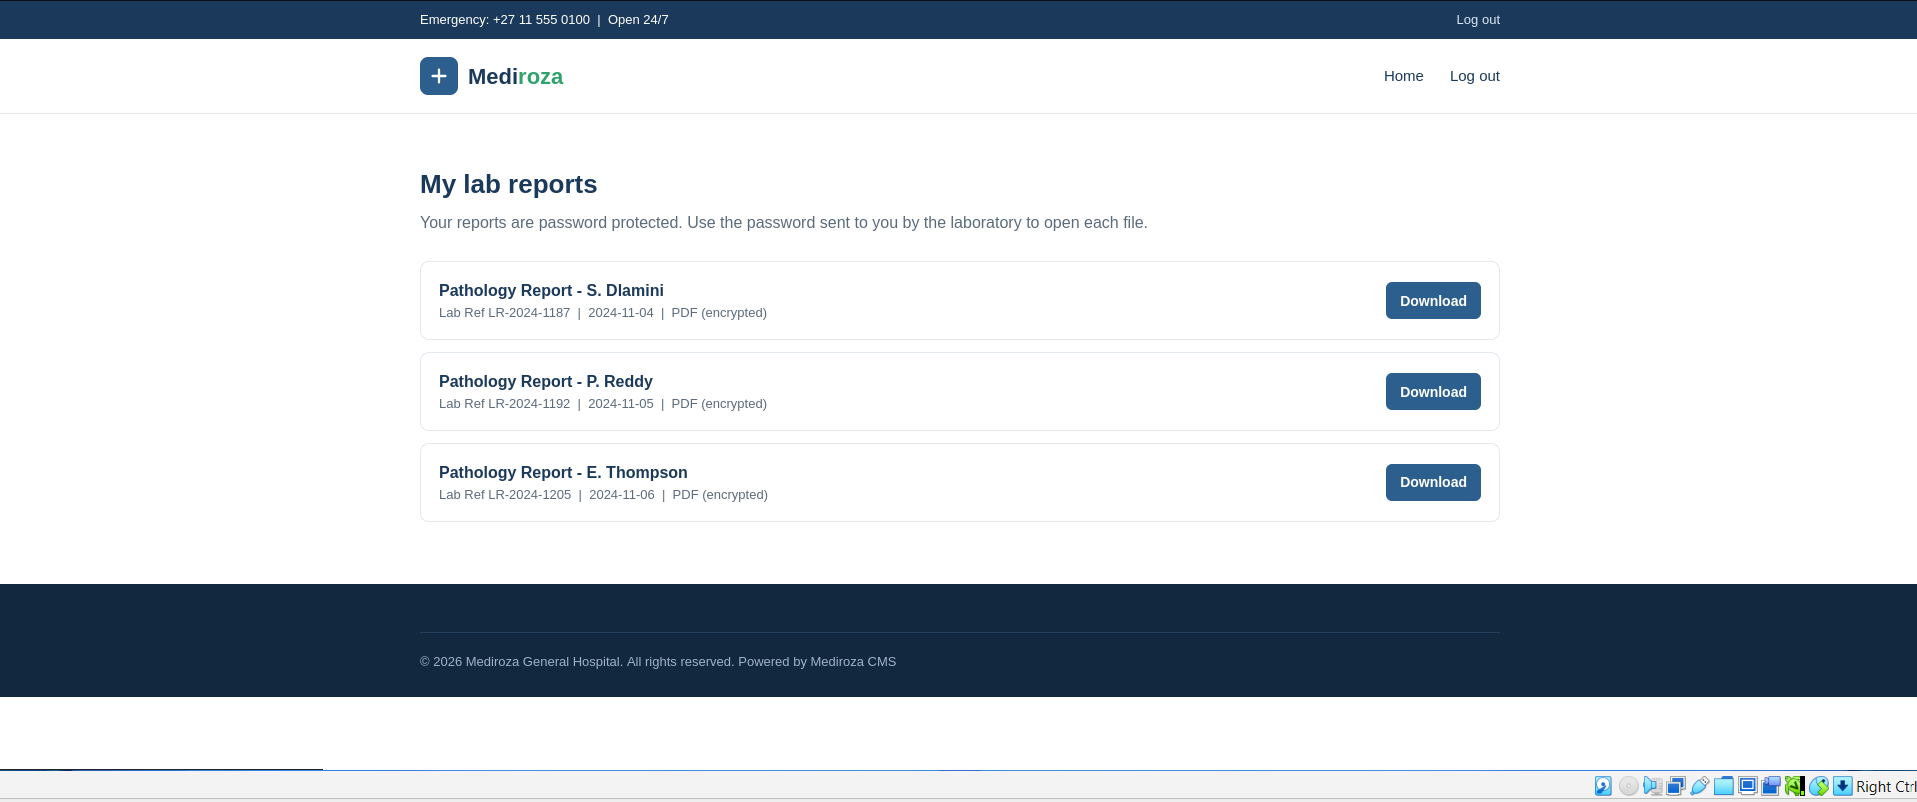 Emergency: +27 11 555 0100 | Open 24/7
Log out
Mediroza
Home
Log out
My lab reports
Your reports are password protected. Use the password sent to you by the laboratory to open each file.
Pathology Report - S. Dlamini
Lab Ref LR-2024-1187 | 2024-11-04 | PDF (encrypted)
Download
Pathology Report - P. Reddy
Lab Ref LR-2024-1192 | 2024-11-05 | PDF (encrypted)
Download
Pathology Report - E. Thompson
Lab Ref LR-2024-1205 | 2024-11-06 | PDF (encrypted)
Download
© 2026 Mediroza General Hospital. All rights reserved. Powered by Mediroza CMS
Right Ctrl